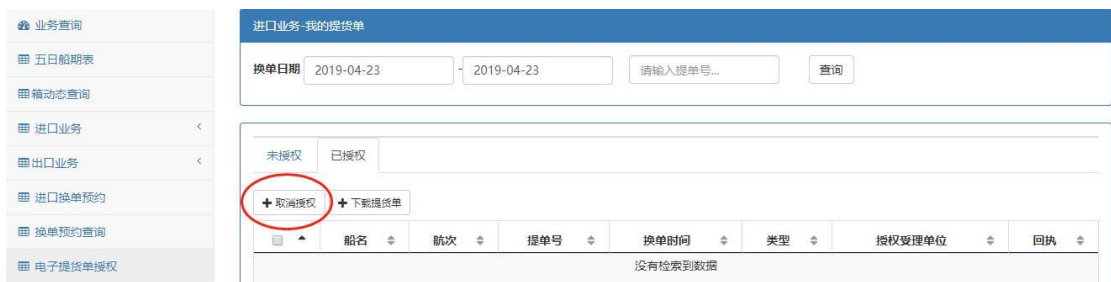 业务查询
五日船期表
箱动态查询
进口业务
出口业务
进口换单预约
换单预约查询
电子提货单授权
进口业务-我的提货单
换单日期 2019-04-23 - 2019-04-23 请输入提单号... 查询
未授权 已授权
取消授权 下载提货单
船名 航次 提单号 换单时间 类型 授权受理单位 回执
没有检索到数据